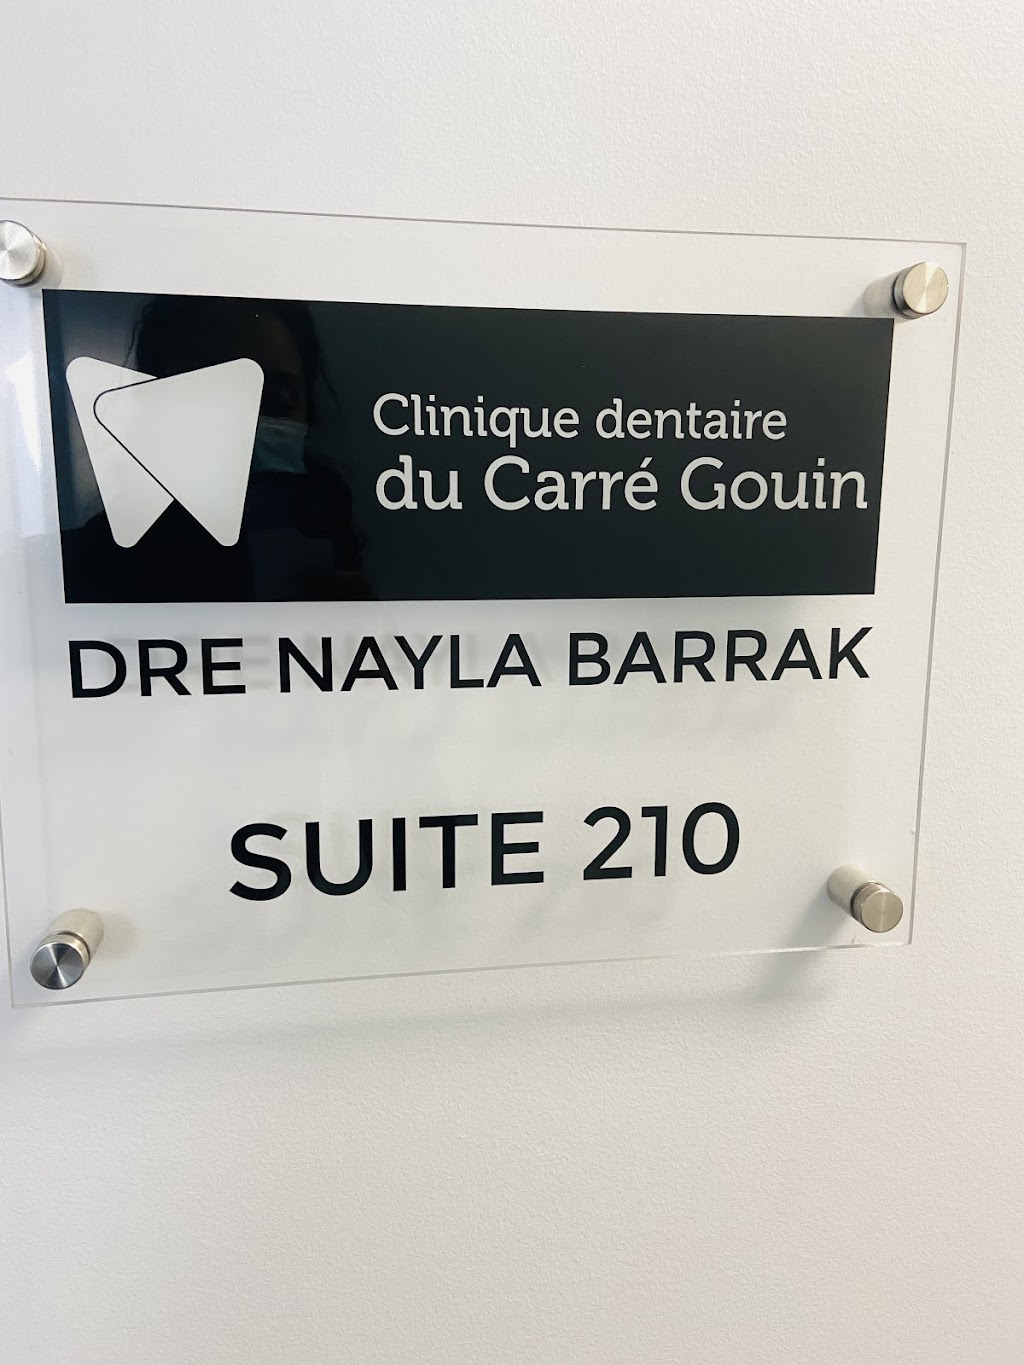 Clinique dentaire
du Carré Gouin
DRE NAYLA BARRAK
SUITE 210